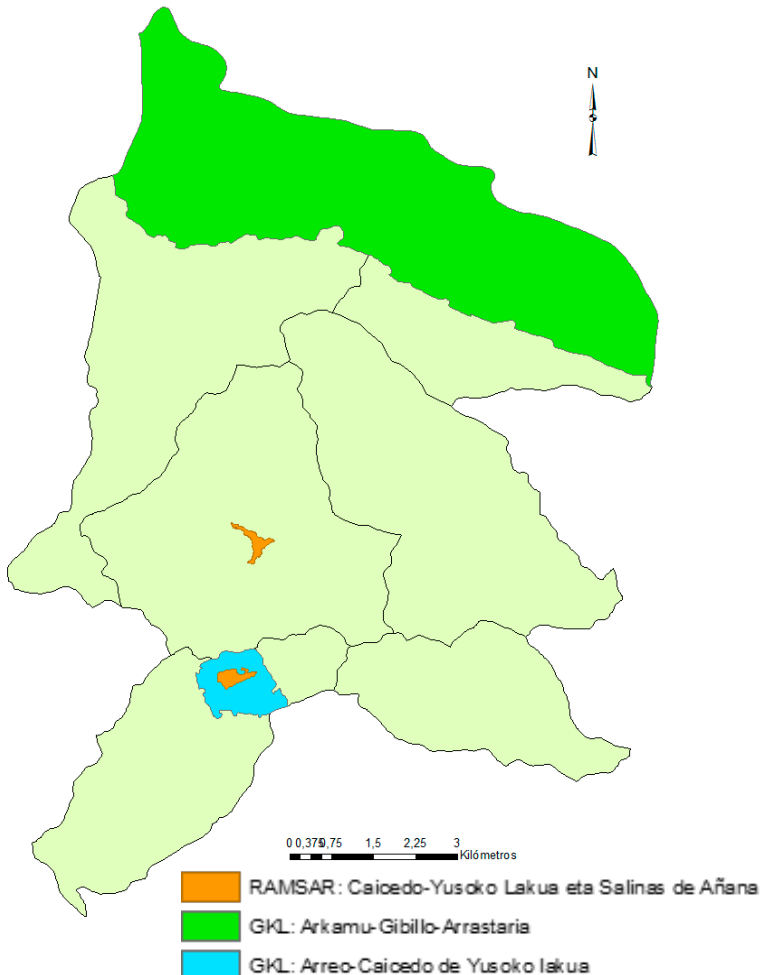 N
0 0,375 0,75 1,5 2,25 3
Kilómetros
RAMSAR: Caicedo-Yusoko Lakua eta Salinas de Añana
GKL: Arkamu-Gibillo-Arrastaria
GKL: Arreo-Caicedo de Yusoko lakua